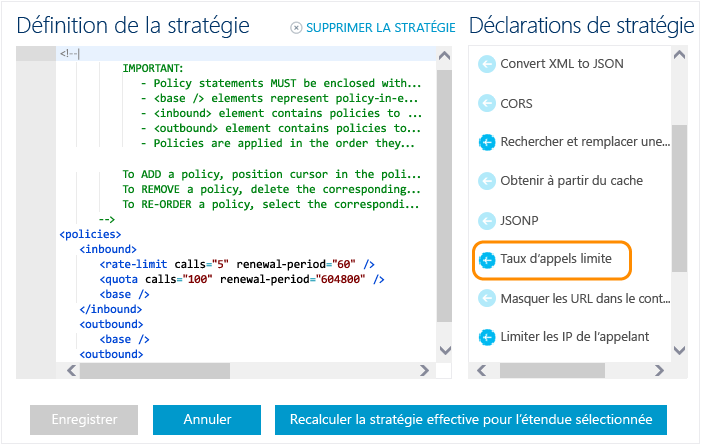 Définition de la stratégie
SUPPRIMER LA STRATÉGIE
<!--
IMPORTANT:
- Policy statements MUST be enclosed with...
- <base /> elements represent policy-in-e...
- <inbound> element contains policies to ...
- <outbound> element contains policies to...
- Policies are applied in the order they...
To ADD a policy, position cursor in the poli...
To REMOVE a policy, delete the corresponding...
To RE-ORDER a policy, select the correspondi...
-->
<policies>
<inbound>
<rate-limit calls="5" renewal-period="60" />
<quota calls="100" renewal-period="604800" />
<base />
</inbound>
<outbound>
<base />
<outbound>
Déclarations de stratégie
Convert XML to JSON
CORS
Rechercher et remplacer une...
Obtenir à partir du cache
JSONP
Taux d'appels limite
Masquer les URL dans le cont...
Limiter les IP de l'appelant
Enregistrer
Annuler
Recalculer la stratégie effective pour l'étendue sélectionnée